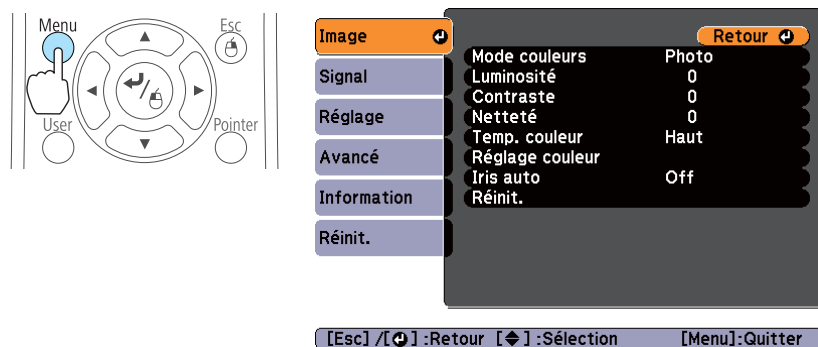 Menu
Esc
User
Pointer
Image
Signal
Réglage
Avancé
Information
Réinit.
Retour
Mode couleurs Photo
Luminosité 0
Contraste 0
Netteté 0
Temp. couleur Haut
Réglage couleur
Iris auto Off
Réinit.
[Esc] /[ ] :Retour [ ] :Sélection [Menu]:Quitter